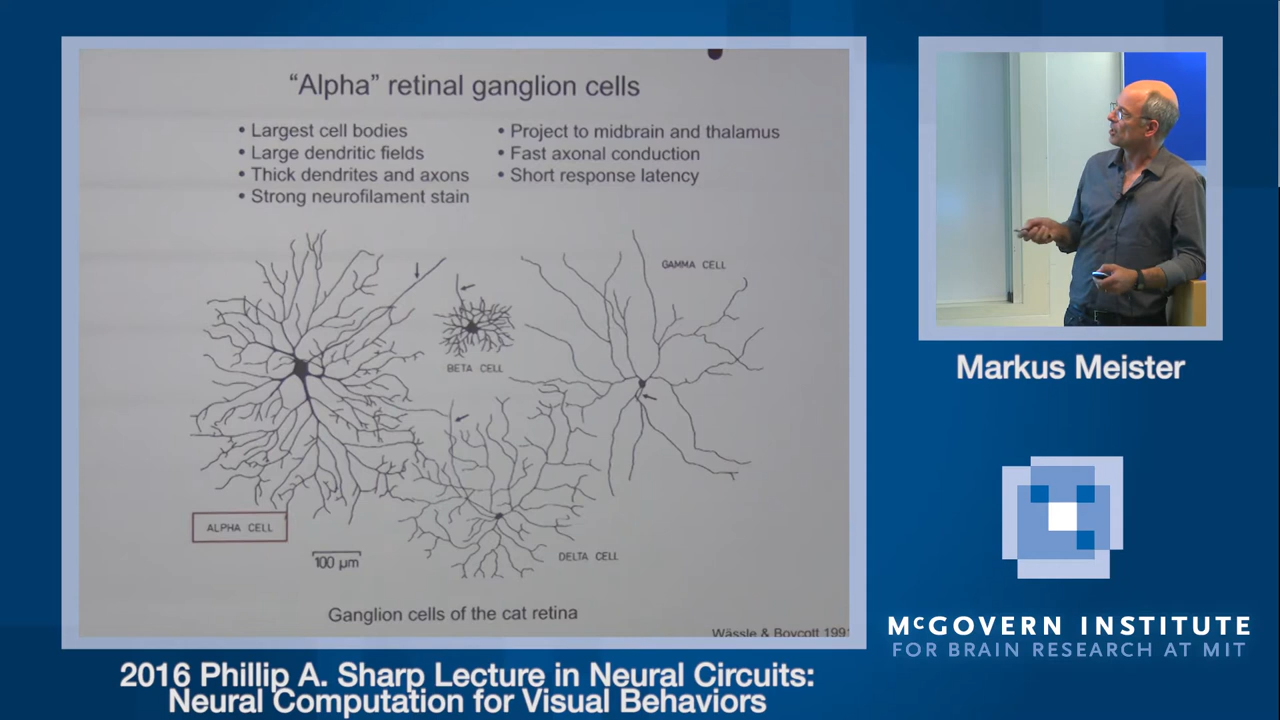 “Alpha” retinal ganglion cells
• Largest cell bodies
• Large dendritic fields
• Thick dendrites and axons
• Strong neurofilament stain
• Project to midbrain and thalamus
• Fast axonal conduction
• Short response latency
GAMMA CELL
BETA CELL
ALPHA CELL
DELTA CELL
100 µm
Ganglion cells of the cat retina
Wässle & Boycott 1991
Markus Meister
McGOVERN INSTITUTE
FOR BRAIN RESEARCH AT MIT
2016 Phillip A. Sharp Lecture in Neural Circuits:
Neural Computation for Visual Behaviors